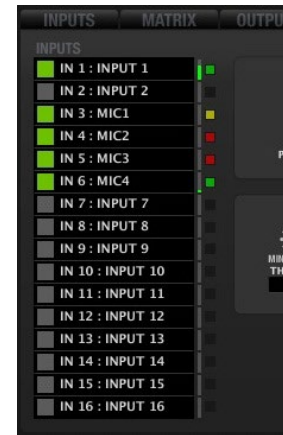 INPUTS MATRIX OUTPU
INPUTS
IN 1 : INPUT 1
IN 2 : INPUT 2
IN 3 : MIC1
IN 4 : MIC2
IN 5 : MIC3
IN 6 : MIC4
IN 7 : INPUT 7
IN 8 : INPUT 8
IN 9 : INPUT 9
IN 10 : INPUT 10
IN 11 : INPUT 11
IN 12 : INPUT 12
IN 13 : INPUT 13
IN 14 : INPUT 14
IN 15 : INPUT 15
IN 16 : INPUT 16
P
MIN
TH